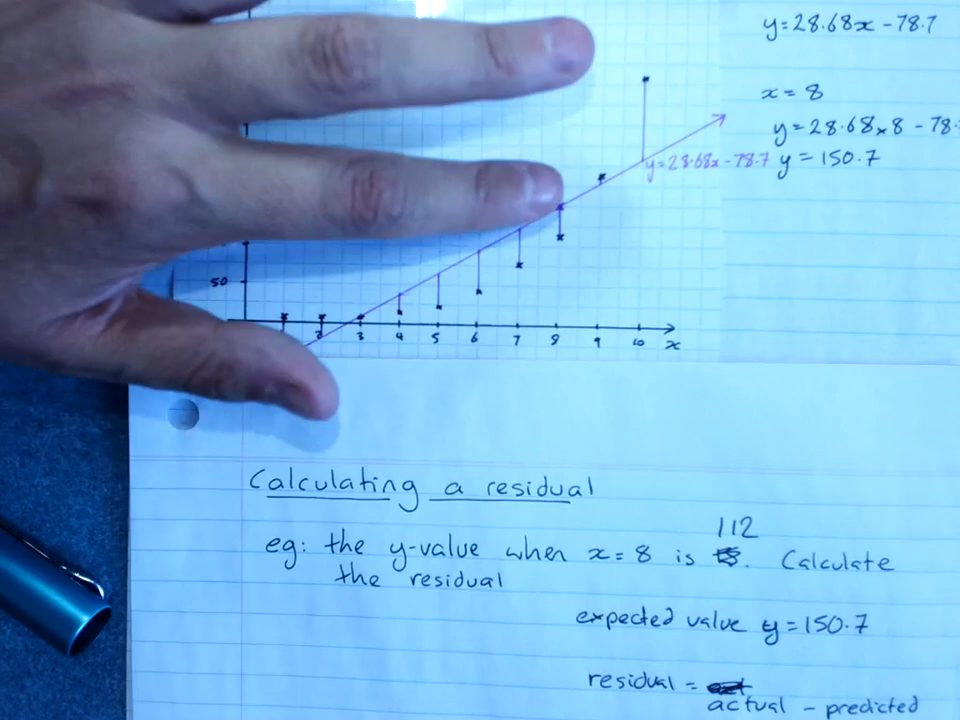 y=28.68x-78.7
x=8
y=28.68×8-78.
y=28.68x-78.7 y=150.7
50
2 3 4 5 6 7 8 9 10 x
Calculating a residual
112
eg: the y-value when x=8 is . Calculate
the residual
expected value y=150.7
residual =
actual - predicted